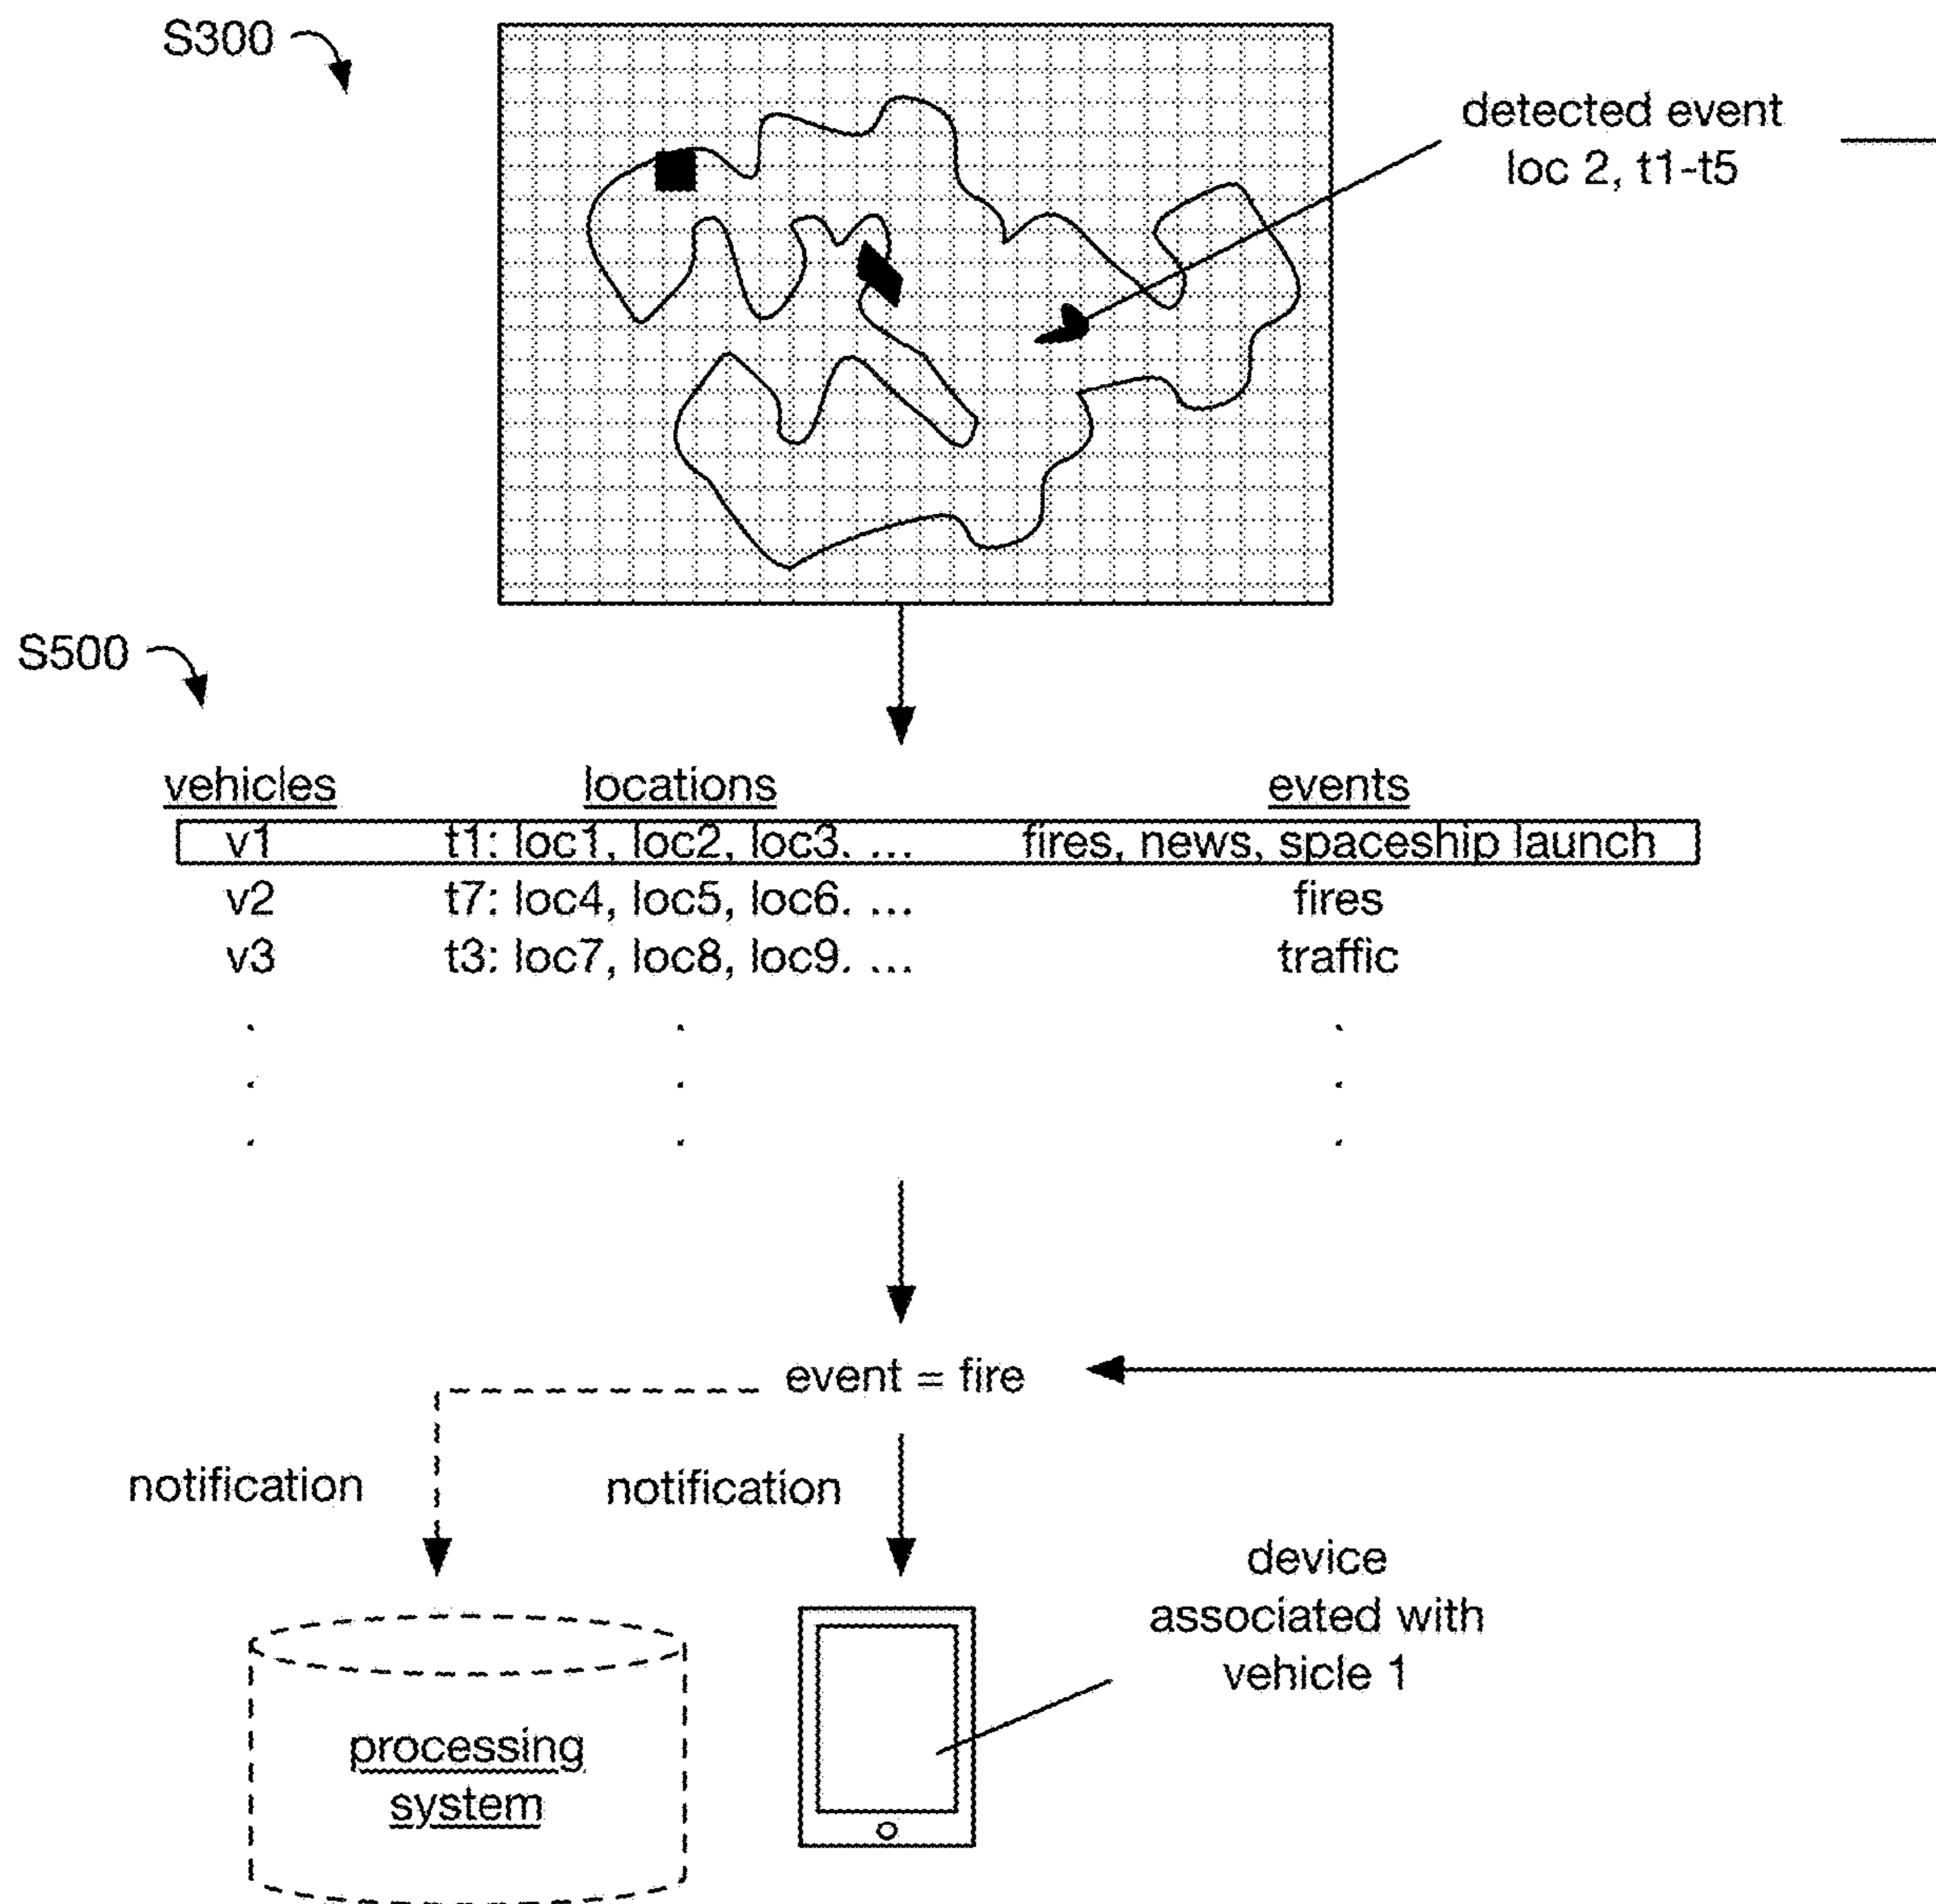 S300
detected event
loc 2, t1-t5
S500
vehicles locations events
v1 t1: loc1, loc2, loc3. ... fires, news, spaceship launch
v2 t7: loc4, loc5, loc6. ... fires
v3 t3: loc7, loc8, loc9. ... traffic
event = fire
notification notification
device
associated with
vehicle 1
processing
system